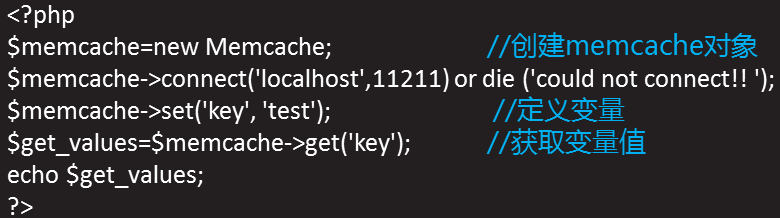 <?php
$memcache=new Memcache; //创建memcache对象
$memcache->connect('localhost',11211) or die ('could not connect!! ');
$memcache->set('key', 'test'); //定义变量
$get_values=$memcache->get('key'); //获取变量值
echo $get_values;
?>